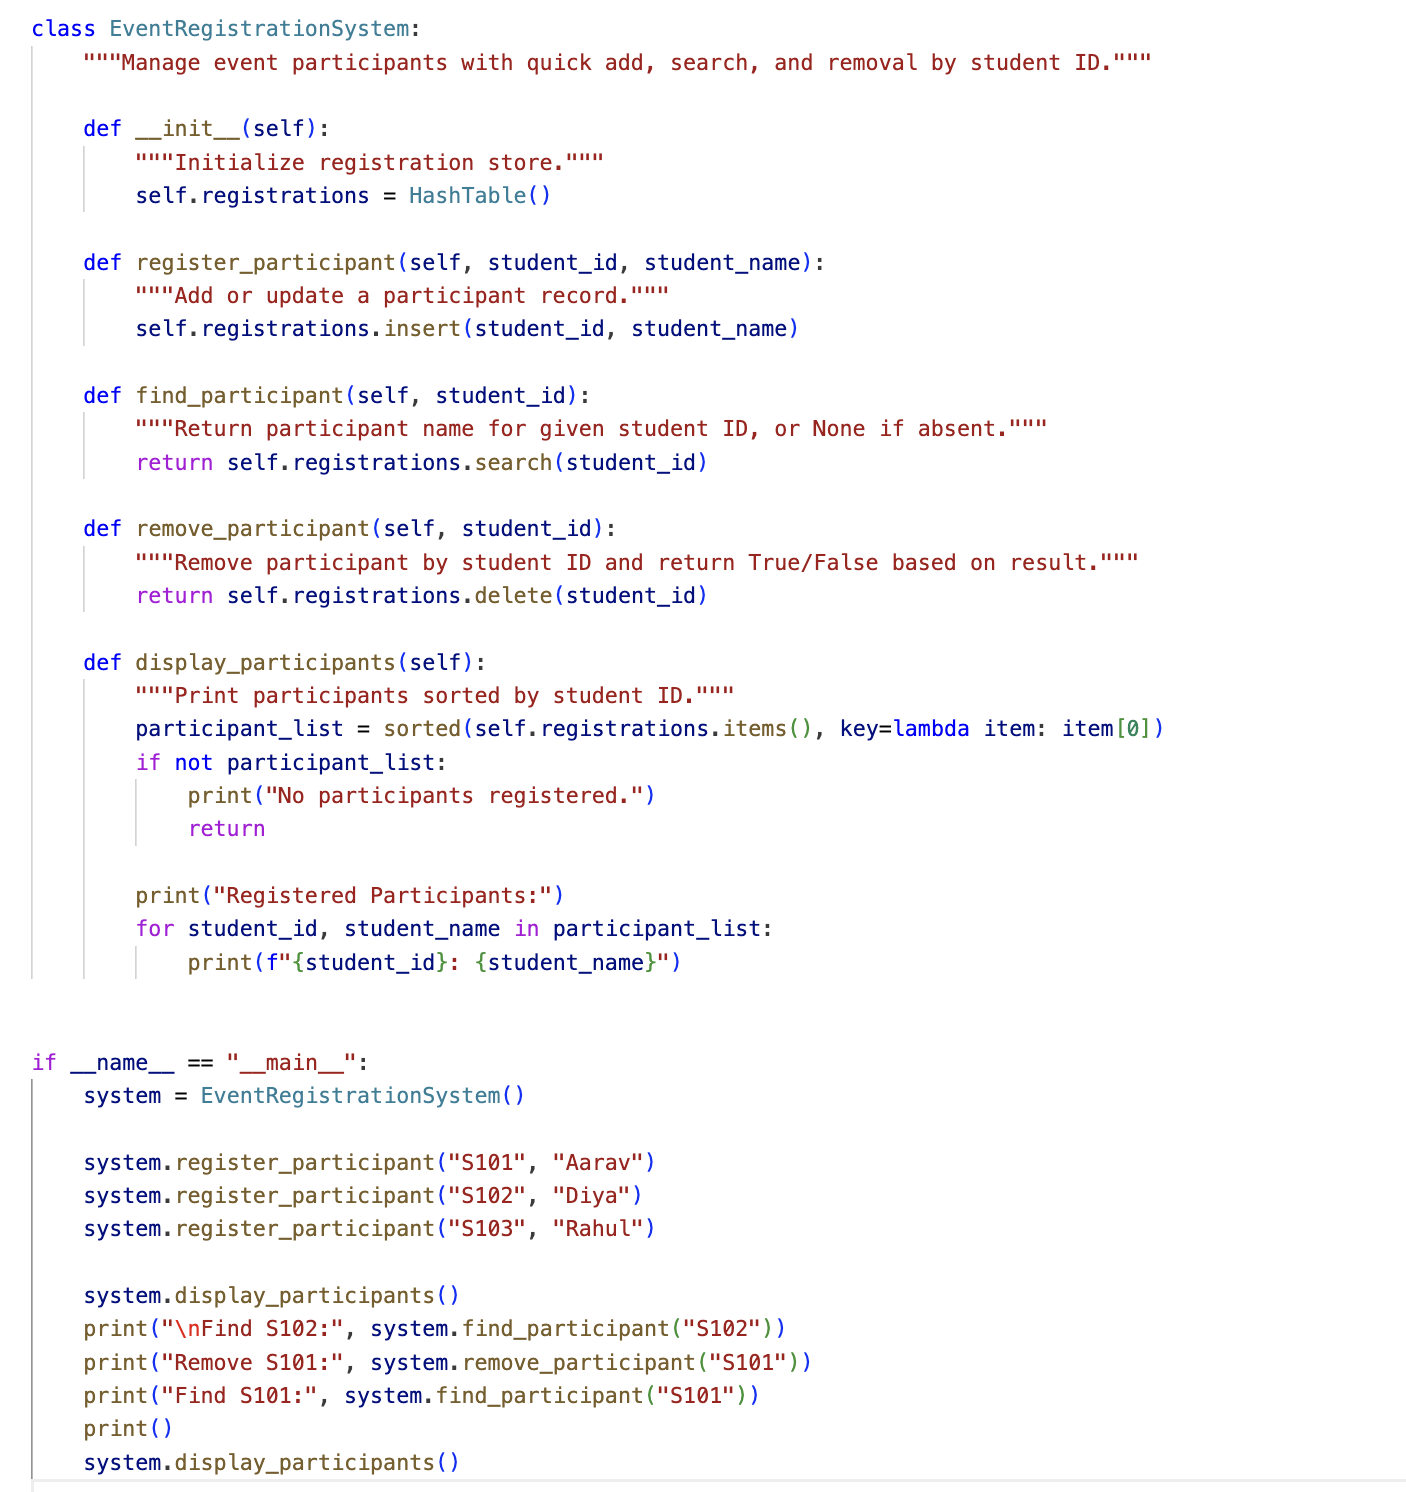 class EventRegistrationSystem:
    """Manage event participants with quick add, search, and removal by student ID."""

    def __init__(self):
        """Initialize registration store."""
        self.registrations = HashTable()

    def register_participant(self, student_id, student_name):
        """Add or update a participant record."""
        self.registrations.insert(student_id, student_name)

    def find_participant(self, student_id):
        """Return participant name for given student ID, or None if absent."""
        return self.registrations.search(student_id)

    def remove_participant(self, student_id):
        """Remove participant by student ID and return True/False based on result."""
        return self.registrations.delete(student_id)

    def display_participants(self):
        """Print participants sorted by student ID."""
        participant_list = sorted(self.registrations.items(), key=lambda item: item[0])
        if not participant_list:
            print("No participants registered.")
            return

        print("Registered Participants:")
        for student_id, student_name in participant_list:
            print(f"{student_id}: {student_name}")


if __name__ == "__main__":
    system = EventRegistrationSystem()

    system.register_participant("S101", "Aarav")
    system.register_participant("S102", "Diya")
    system.register_participant("S103", "Rahul")

    system.display_participants()
    print("\nFind S102:", system.find_participant("S102"))
    print("Remove S101:", system.remove_participant("S101"))
    print("Find S101:", system.find_participant("S101"))
    print()
    system.display_participants()